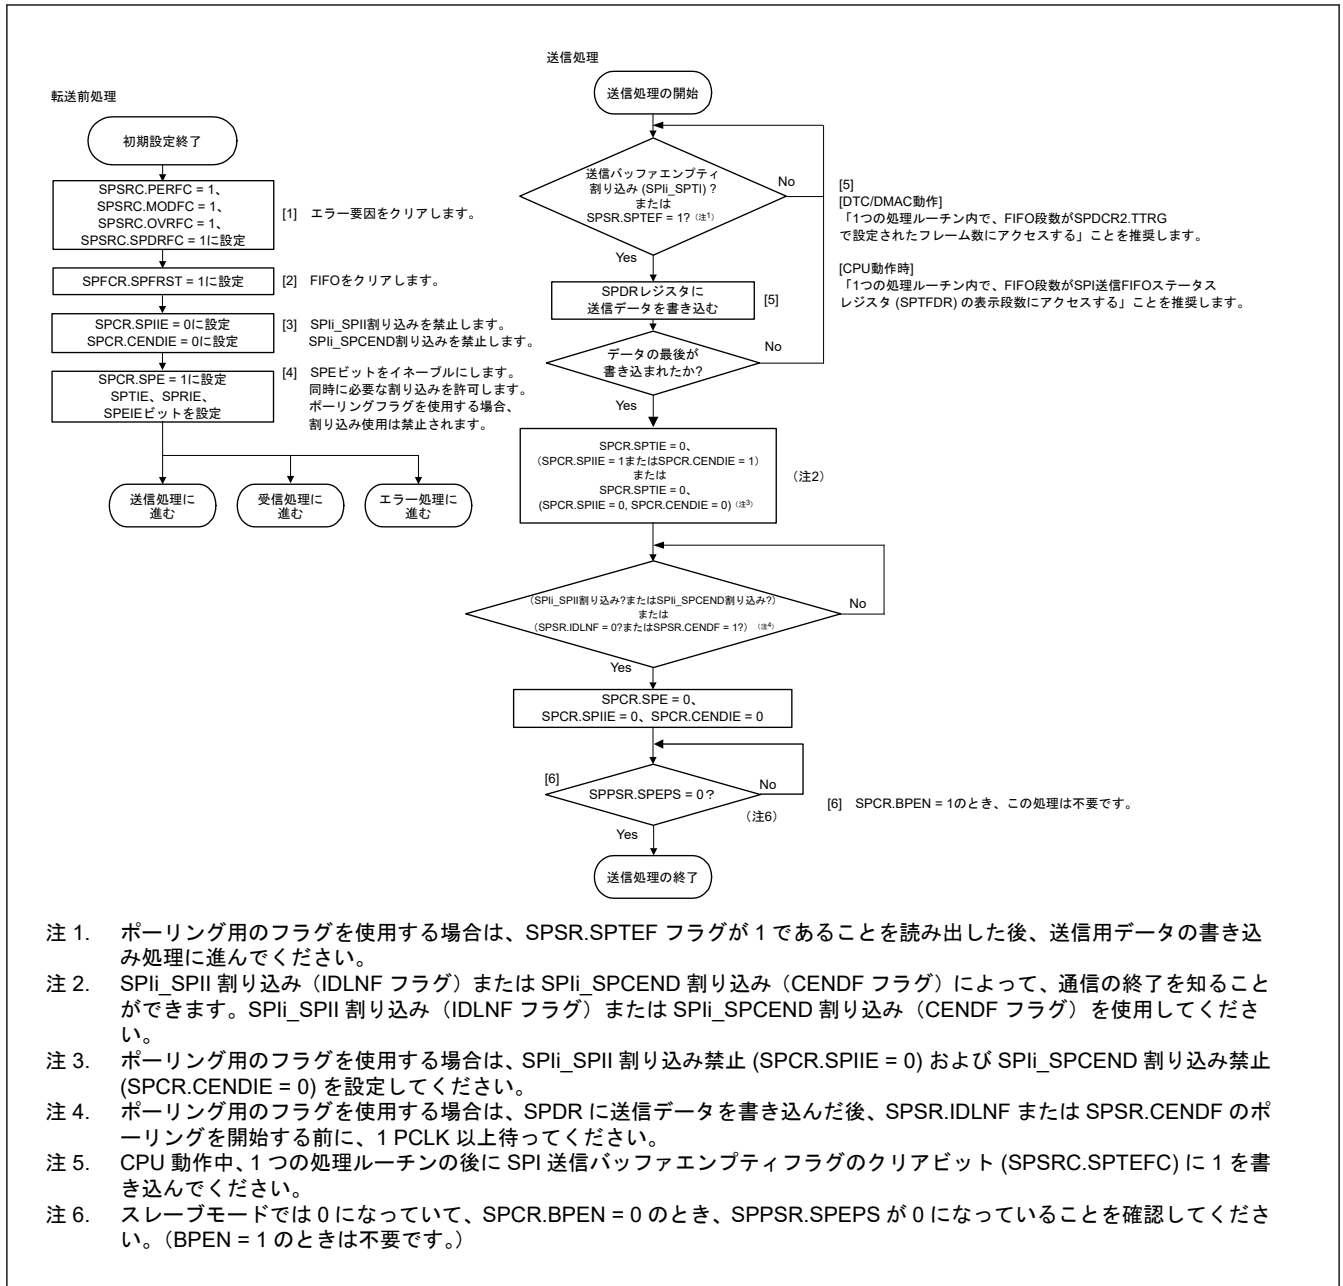 転送前処理
初期設定終了
SPSRC.PERFC = 1、
SPSRC.MODFC = 1、
SPSRC.OVRFC = 1、
SPSRC.SPDRFC = 1に設定
[1] エラー要因をクリアします。
SPFCR.SPFRST = 1に設定
[2] FIFOをクリアします。
SPCR.SPIIE = 0に設定
SPCR.CENDIE = 0に設定
[3] SPIi_SPII割り込みを禁止します。
SPIi_SPCEND割り込みを禁止します。
SPCR.SPE = 1に設定
SPTIE、SPRIE、
SPEIEビットを設定
[4] SPEビットをイネーブルにします。
同時に必要な割り込みを許可します。
ポーリングフラグを使用する場合、
割り込み使用は禁止されます。
送信処理に
進む
受信処理に
進む
エラー処理に
進む
送信処理
送信処理の開始
送信バッファエンプティ
割り込み (SPIi_SPTI) ?
または
SPSR.SPTEF = 1? (注1)
No
Yes
SPDRレジスタに
送信データを書き込む
[5]
データの最後が
書き込まれたか?
No
Yes
[5]
[DTC/DMAC動作]
「1つの処理ルーチン内で、FIFO段数がSPDCR2.TTRG
で設定されたフレーム数にアクセスする」ことを推奨します。
[CPU動作時]
「1つの処理ルーチン内で、FIFO段数がSPI送信FIFOステータス
レジスタ (SPTFDR) の表示段数にアクセスする」ことを推奨します。
SPCR.SPTIE = 0、
(SPCR.SPIIE = 1またはSPCR.CENDIE = 1)
または
SPCR.SPTIE = 0、
(SPCR.SPIIE = 0, SPCR.CENDIE = 0) (注3)
(注2)
(SPIi_SPII割り込み?またはSPIi_SPCEND割り込み?)
または
(SPSR.IDLNF = 0?またはSPSR.CENDF = 1?) (注4)
No
Yes
SPCR.SPE = 0、
SPCR.SPIIE = 0、SPCR.CENDIE = 0
[6]
SPPSR.SPEPS = 0?
No
(注6)
Yes
[6] SPCR.BPEN = 1のとき、この処理は不要です。
送信処理の終了
注 1. ポーリング用のフラグを使用する場合は、SPSR.SPTEF フラグが 1 であることを読み出した後、送信用データの書き込
み処理に進んでください。
注 2. SPIi_SPII 割り込み（IDLNF フラグ）または SPIi_SPCEND 割り込み（CENDF フラグ）によって、通信の終了を知ること
ができます。SPIi_SPII 割り込み（IDLNF フラグ）または SPIi_SPCEND 割り込み（CENDF フラグ）を使用してくださ
い。
注 3. ポーリング用のフラグを使用する場合は、SPIi_SPII 割り込み禁止 (SPCR.SPIIE = 0) および SPIi_SPCEND 割り込み禁止
(SPCR.CENDIE = 0) を設定してください。
注 4. ポーリング用のフラグを使用する場合は、SPDR に送信データを書き込んだ後、SPSR.IDLNF または SPSR.CENDF のポ
ーリングを開始する前に、1 PCLK 以上待ってください。
注 5. CPU 動作中、1 つの処理ルーチンの後に SPI 送信バッファエンプティフラグのクリアビット (SPSRC.SPTEFC) に 1 を書
き込んでください。
注 6. スレーブモードでは 0 になっていて、SPCR.BPEN = 0 のとき、SPPSR.SPEPS が 0 になっていることを確認してくださ
い。（BPEN = 1 のときは不要です。）